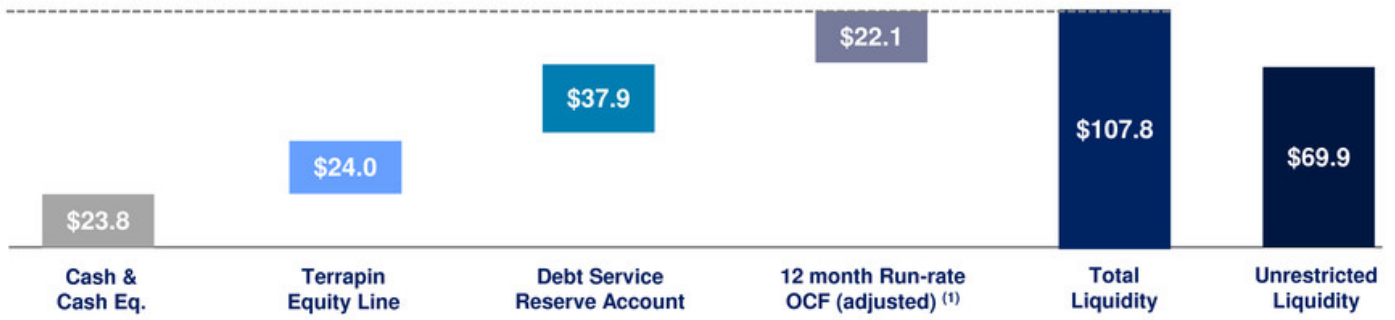 $22.1
$37.9
$107.8
$69.9
$24.0
$23.8
Cash &
Cash Eq.
Terrapin
Equity Line
Debt Service
Reserve Account
12 month Run-rate
OCF (adjusted) (1)
Total
Liquidity
Unrestricted
Liquidity